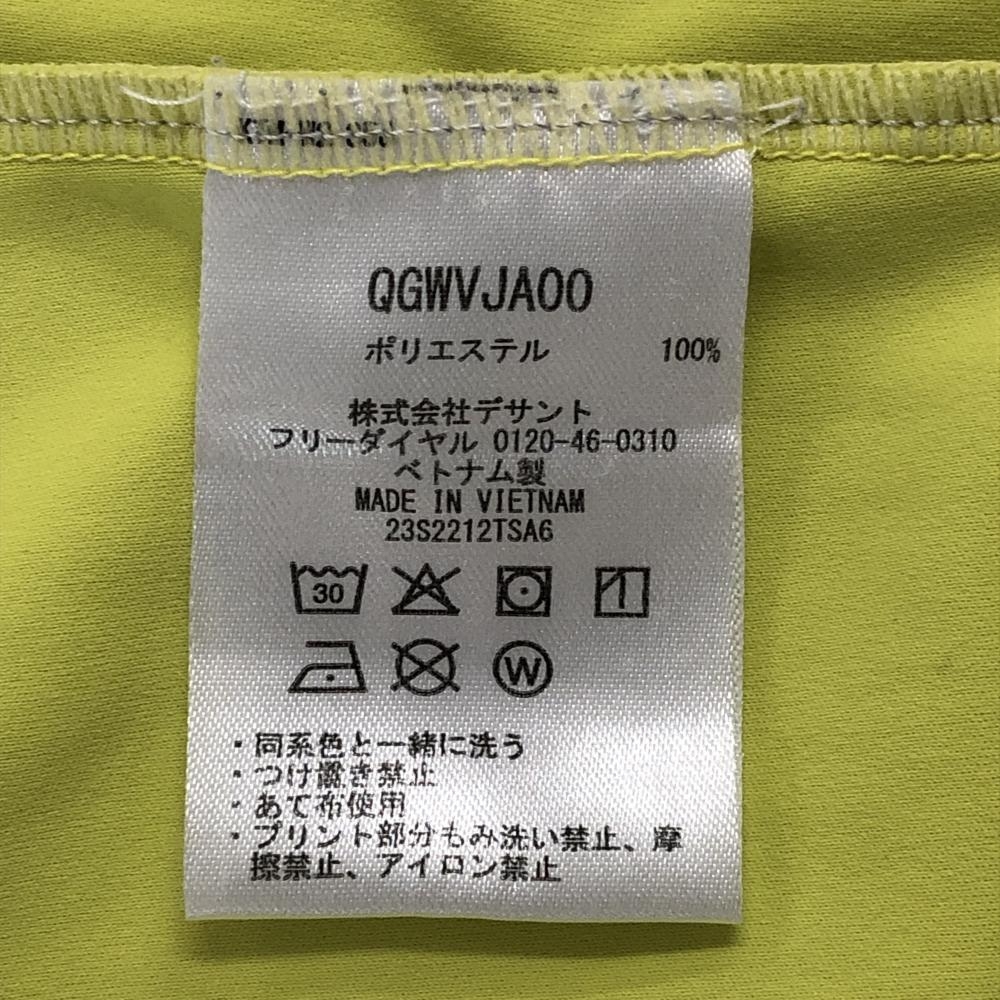 QGWVJA00
ポリエステル 100%
株式会社デサント
フリーダイヤル 0120-46-0310
ベトナム製
MADE IN VIETNAM
23S2212TSA6
30
W
・同系色と一緒に洗う
・つけ置き禁止
・あて布使用
・プリント部分もみ洗い禁止、摩
擦禁止、アイロン禁止